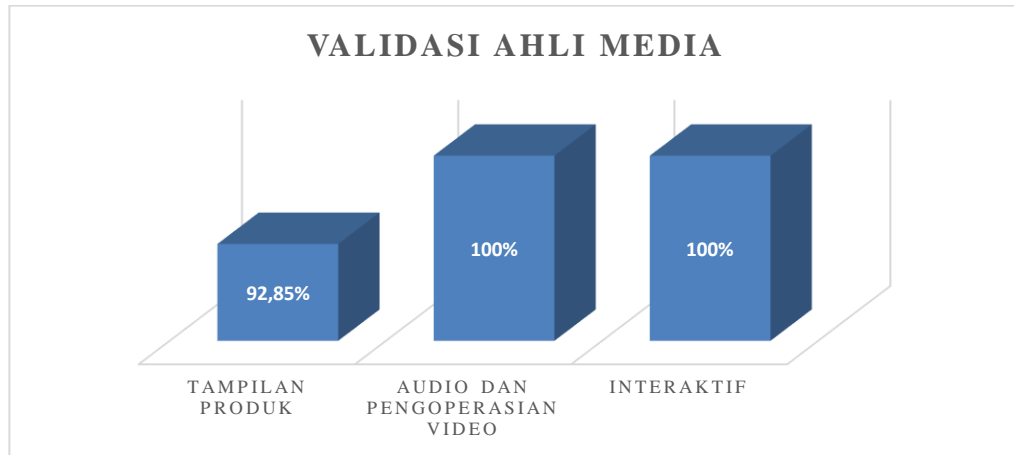 VALIDASI AHLI MEDIA
92,85%
100%
100%
TAMPILAN
PRODUK
AUDIO DAN
PENGOPERASIAN
VIDEO
INTERAKTIF